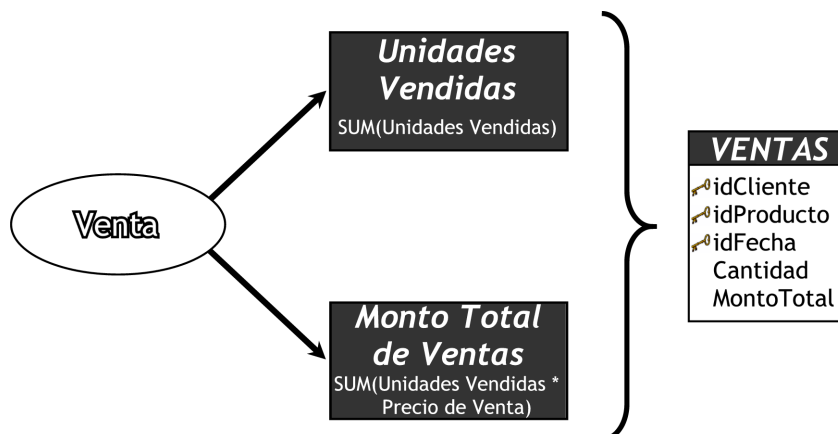 Venta
Unidades
Vendidas
SUM(Unidades Vendidas)
Monto Total
de Ventas
SUM(Unidades Vendidas *
Precio de Venta)
VENTAS
idCliente
idProducto
idFecha
Cantidad
MontoTotal